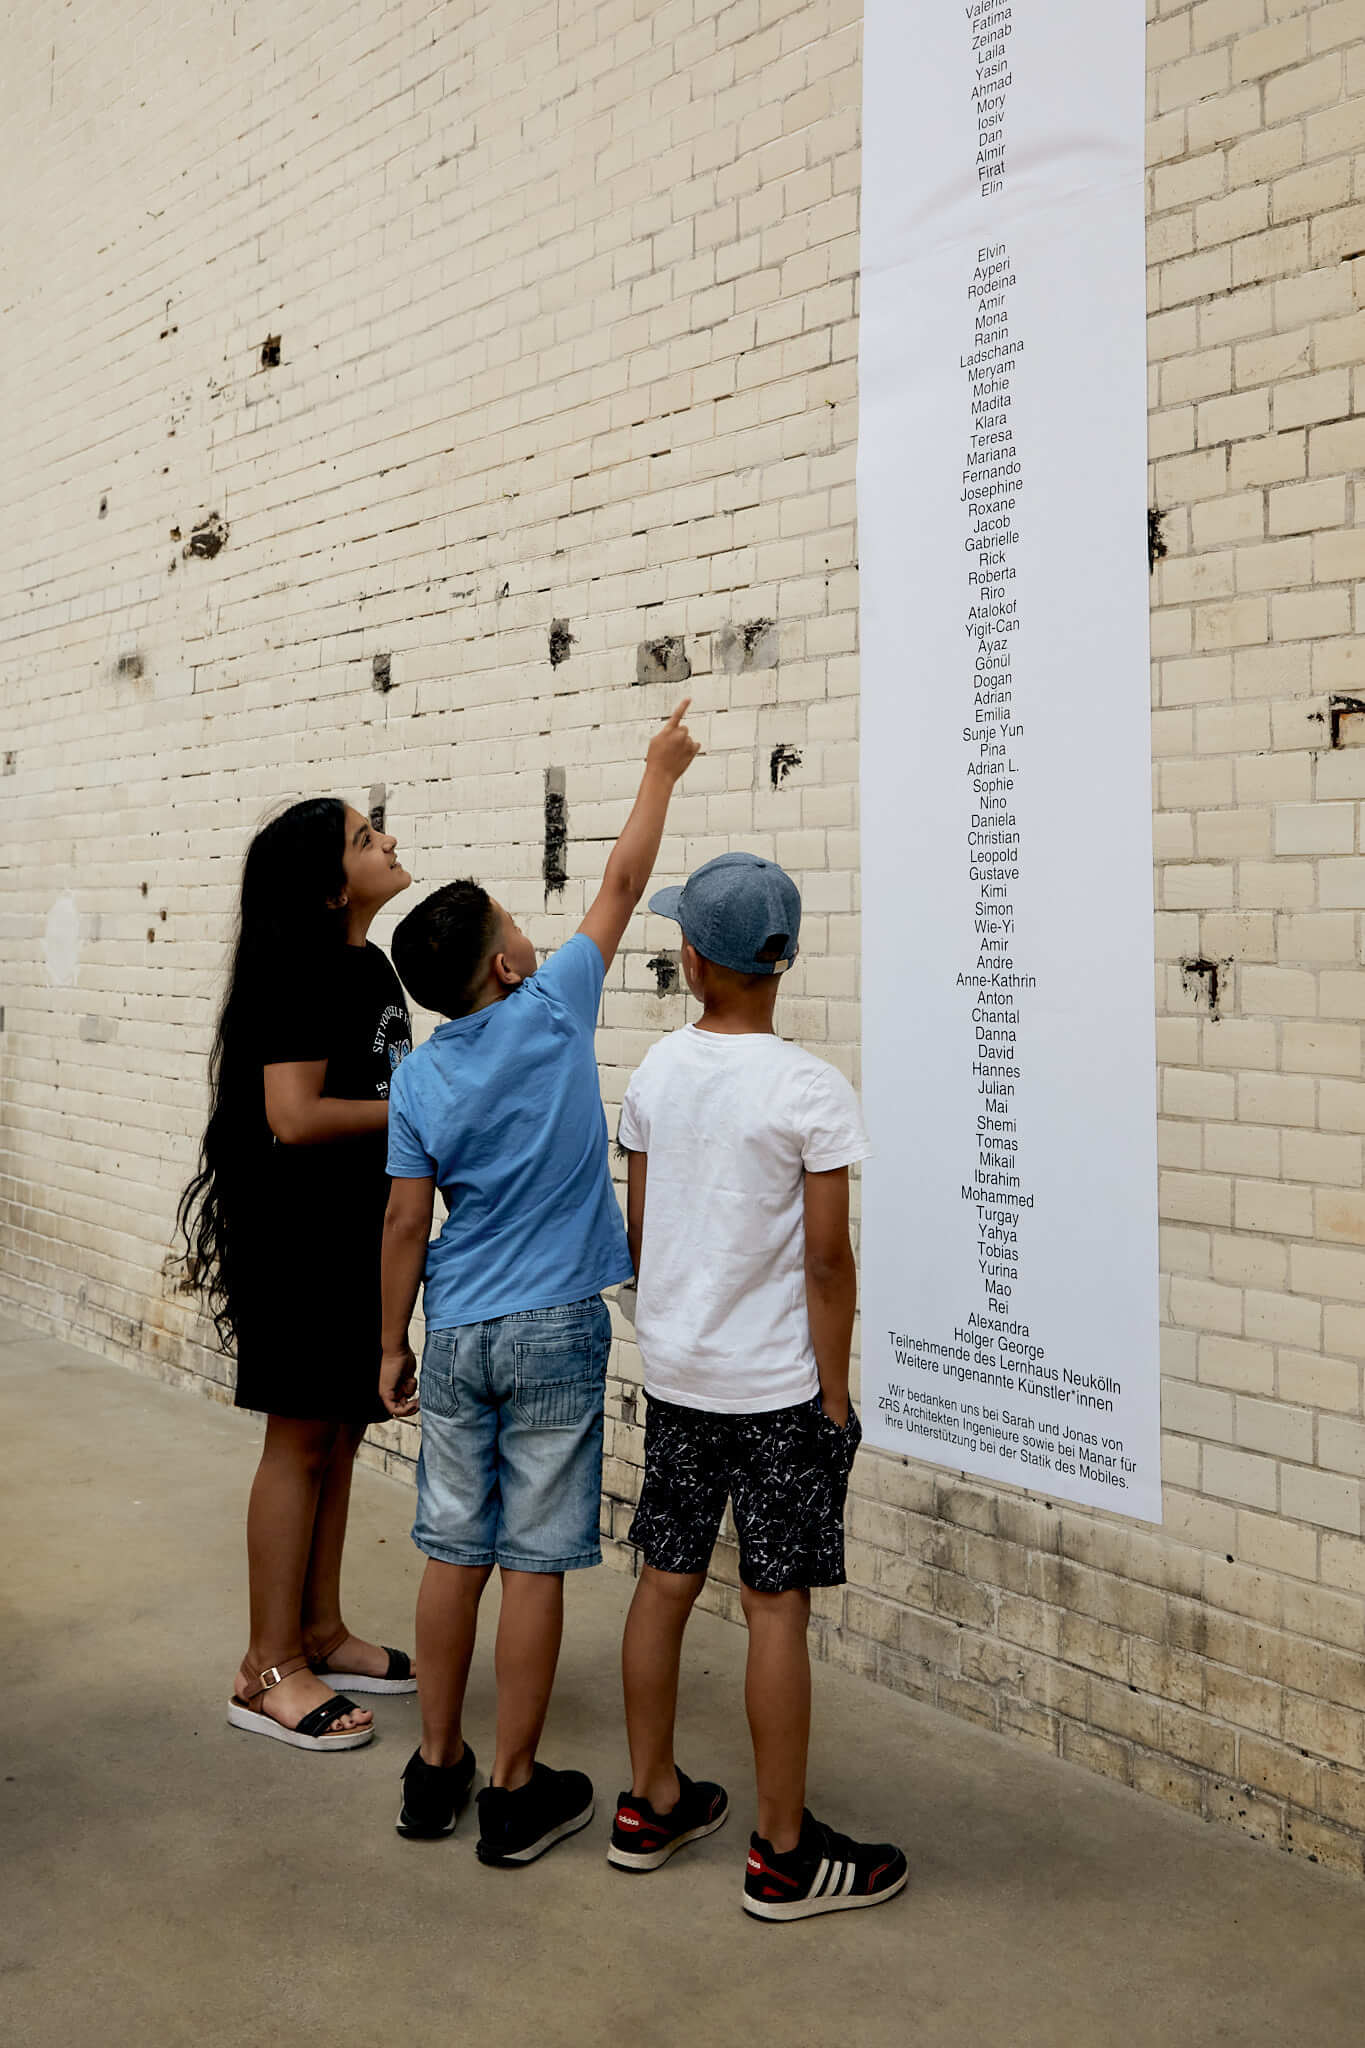 Fatima
Zeinab
Laila
Yasin
Ahmad
Mory
Iosiv
Dan
Almir
Firat
Elin
Elvin
Ayperi
Rodeina
Amir
Mona
Ranin
Ladschana
Meryam
Mohie
Madita
Klara
Teresa
Mariana
Fernando
Josephine
Roxane
Jacob
Gabrielle
Rick
Roberta
Riro
Atalokof
Yigit-Can
Ayaz
Gönül
Dogan
Adrian
Emilia
Sunje Yun
Pina
Adrian L.
Sophie
Nino
Daniela
Christian
Leopold
Gustave
Kimi
Simon
Wie-Yi
Amir
Andre
Anne-Kathrin
Anton
Chantal
Danna
David
Hannes
Julian
Mai
Shemi
Tomas
Mikail
Ibrahim
Mohammed
Turgay
Yahya
Tobias
Yurina
Mao
Rei
Alexandra
Holger George
Teilnehmende des Lernhaus Neukölln
Weitere ungenannte Künstler*innen
Wir bedanken uns bei Sarah und Jonas von
ZRS Architekten Ingenieure sowie bei Manar für
ihre Unterstützung bei der Statik des Mobiles.
SET YOURSELF
adidas
adidas